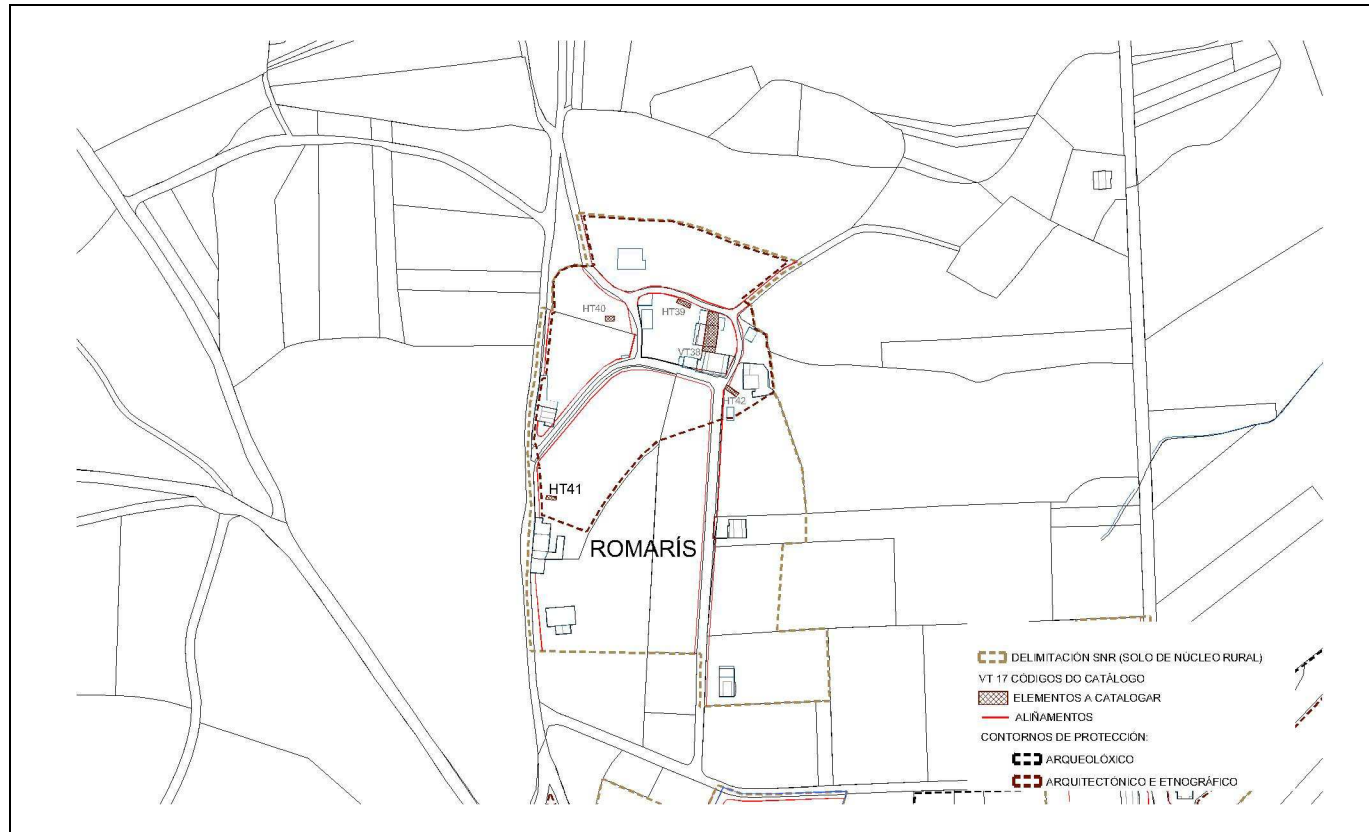 HT40
HT39
VT38
HT42
HT41
ROMARÍS
DELIMITACIÓN SNR (SOLO DE NÚCLEO RURAL)
VT 17 CÓDIGOS DO CATÁLOGO
ELEMENTOS A CATALOGAR
ALIÑAMENTOS
CONTORNOS DE PROTECCIÓN:
ARQUEOLÓXICO
ARQUITECTÓNICO E ETNOGRÁFICO